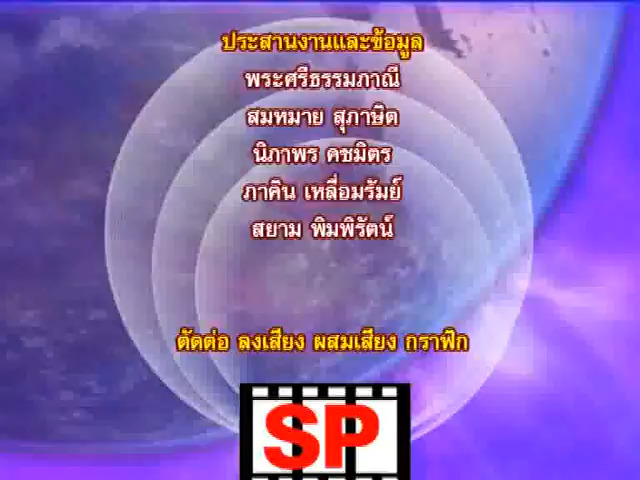 ประสานงานและข้อมูล
พระศรีธรรมภาณี
สมหมาย สุภาษิต
นิภาพร คชมิตร
ภาคิน เหลื่อมรัมย์
สยาม พิมพิรัตน์
ตัดต่อ ลงเสียง ผสมเสียง กราฟิก
SP